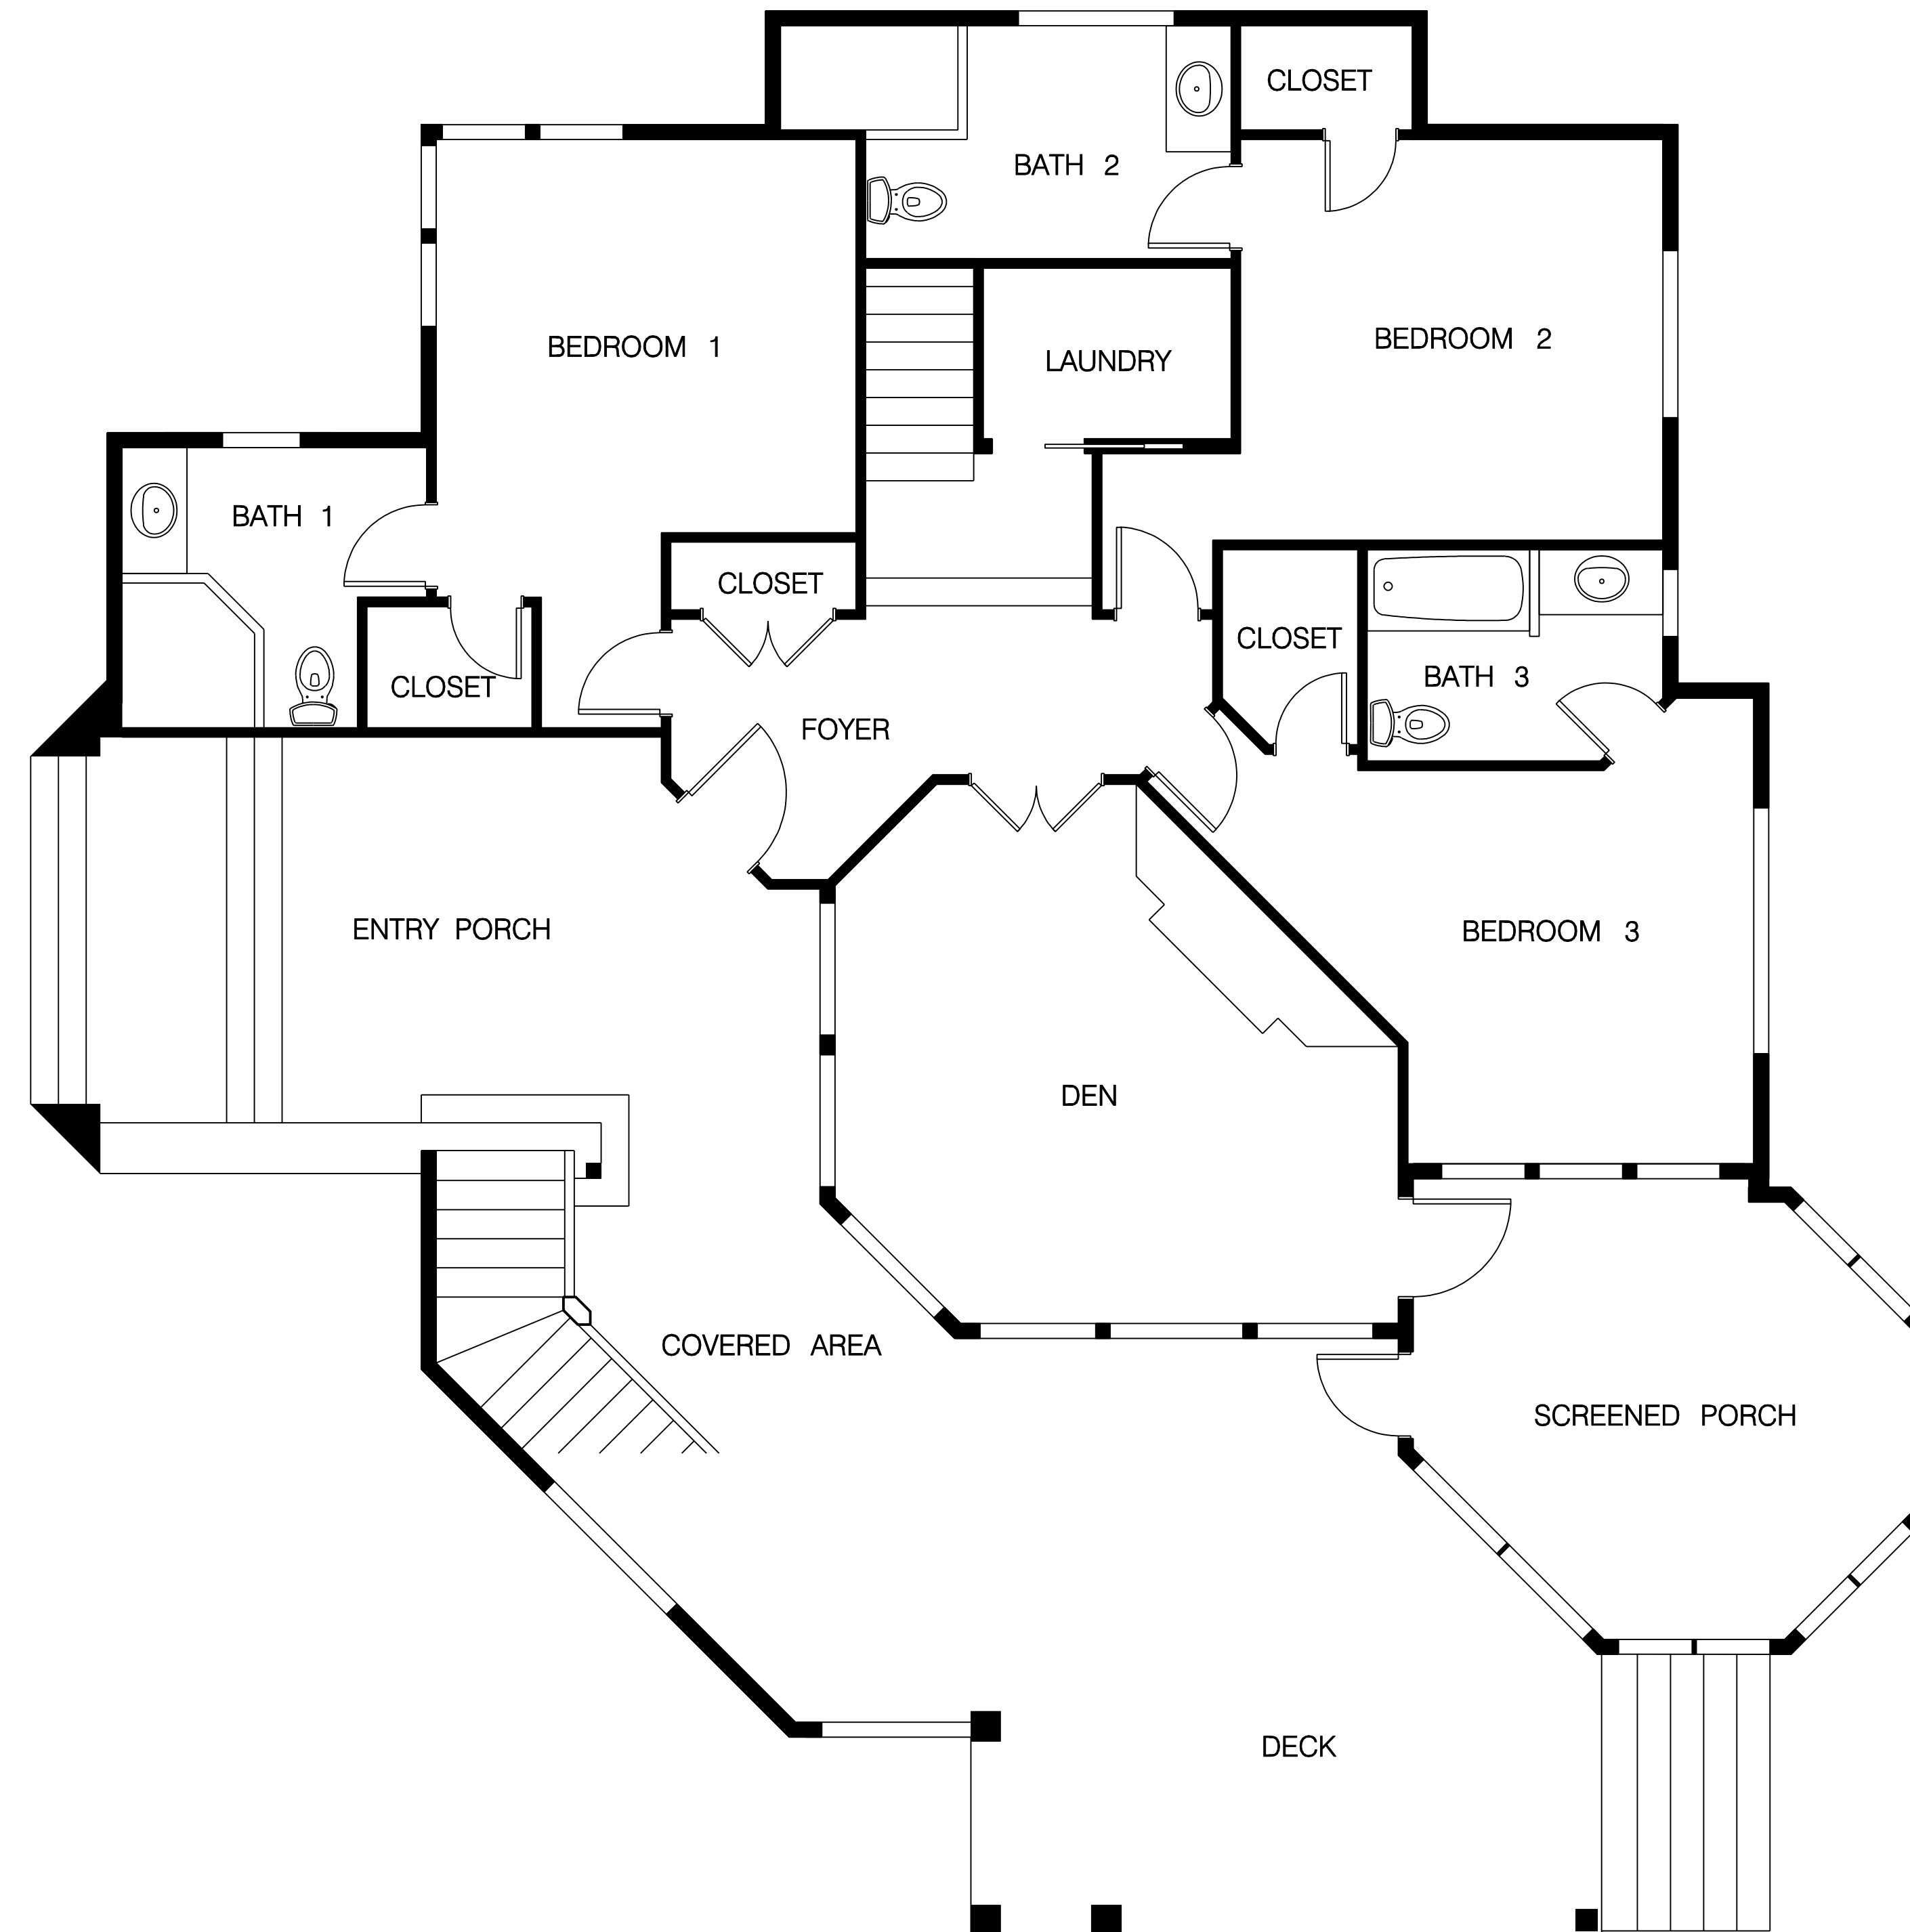 CLOSET
BATH 2
BEDROOM 1
BEDROOM 2
LAUNDRY
BATH 1
CLOSET
CLOSET
CLOSET
BATH 3
FOYER
ENTRY PORCH
BEDROOM 3
DEN
COVERED AREA
SCREENED PORCH
DECK